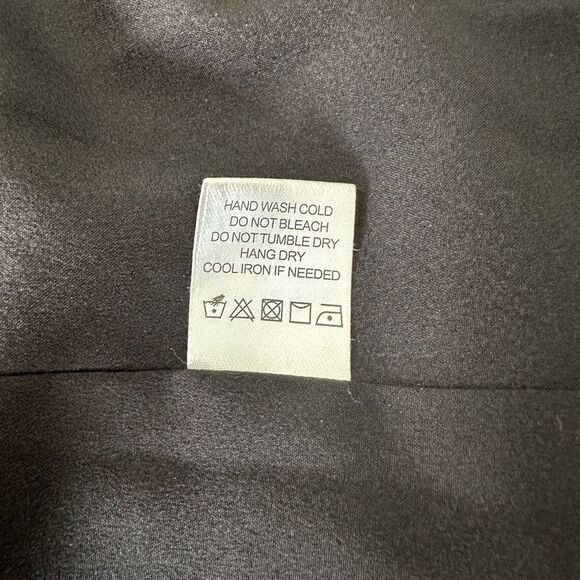 HAND WASH COLD
DO NOT BLEACH
DO NOT TUMBLE DRY
HANG DRY
COOL IRON IF NEEDED